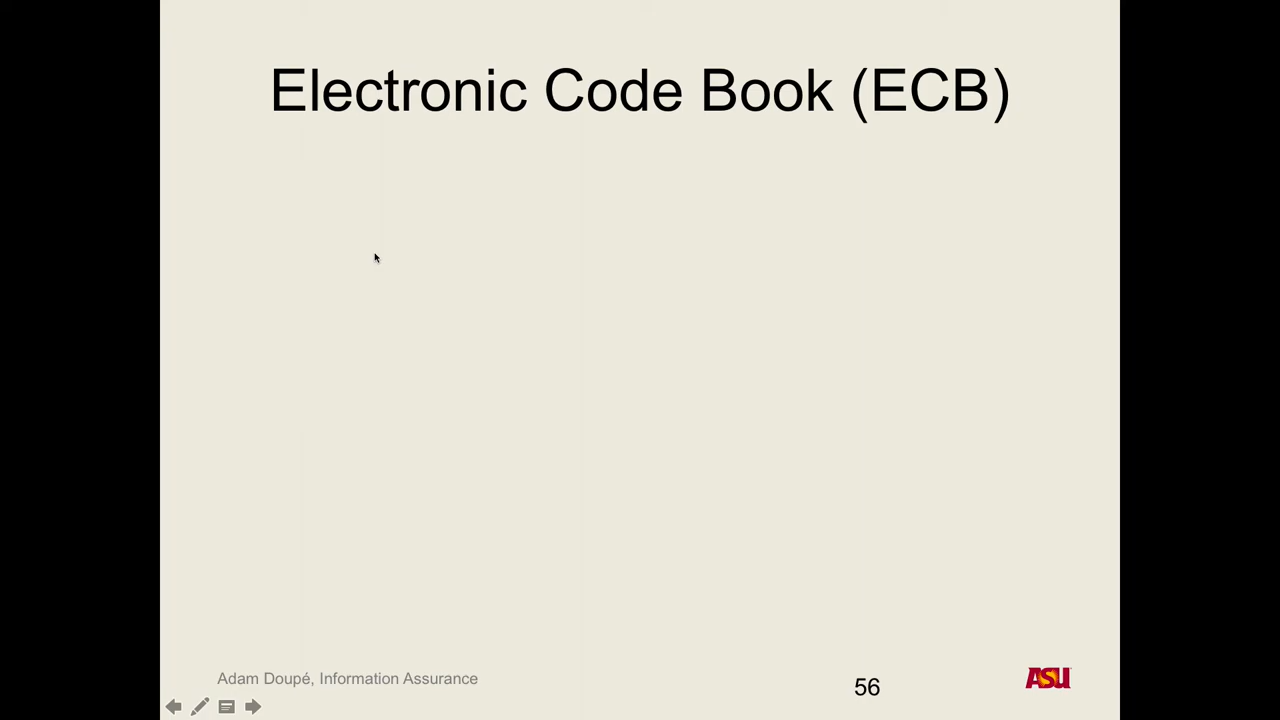 Electronic Code Book (ECB)
Adam Doupé, Information Assurance
56
ASU